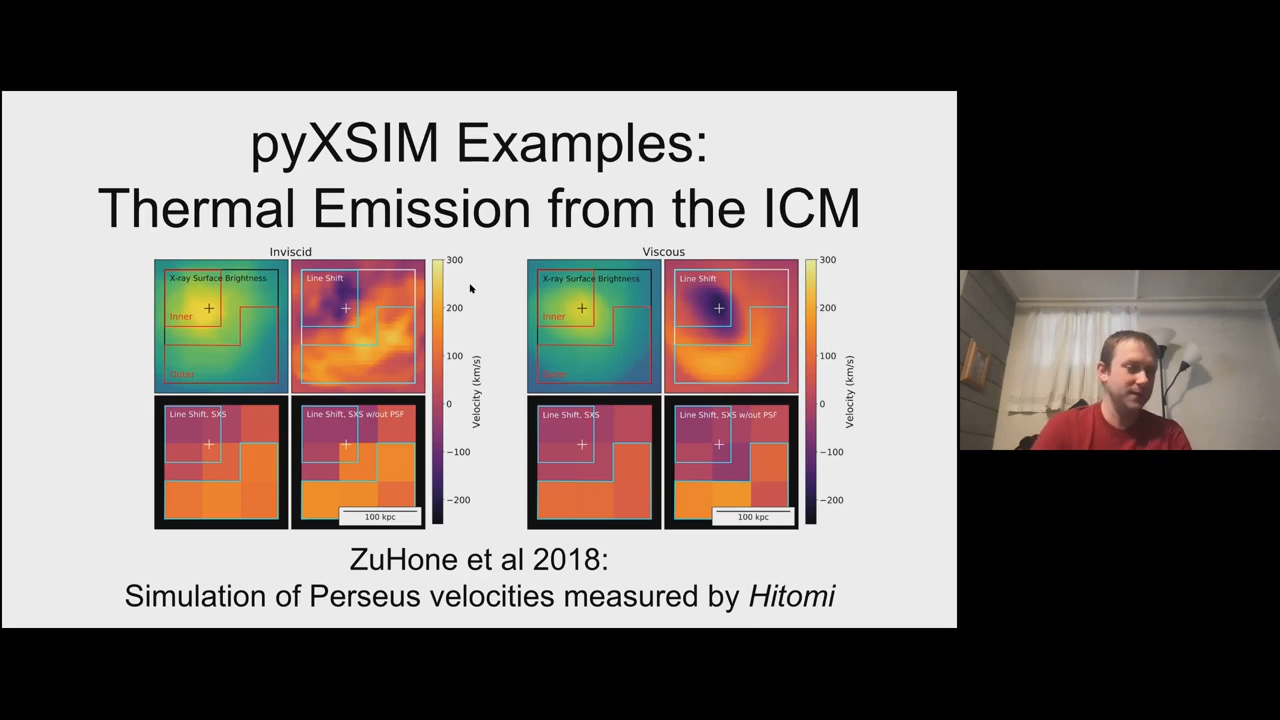 pyXSIM Examples:
Thermal Emission from the ICM
Inviscid
X-ray Surface Brightness
Line Shift
Inner
Outer
Line Shift, SXS
Line Shift, SXS w/out PSF
100 kpc
300
200
100
0
−100
−200
Velocity (km/s)
Viscous
X-ray Surface Brightness
Line Shift
Inner
Outer
Line Shift, SXS
Line Shift, SXS w/out PSF
100 kpc
300
200
100
0
−100
−200
Velocity (km/s)
ZuHone et al 2018:
Simulation of Perseus velocities measured by Hitomi